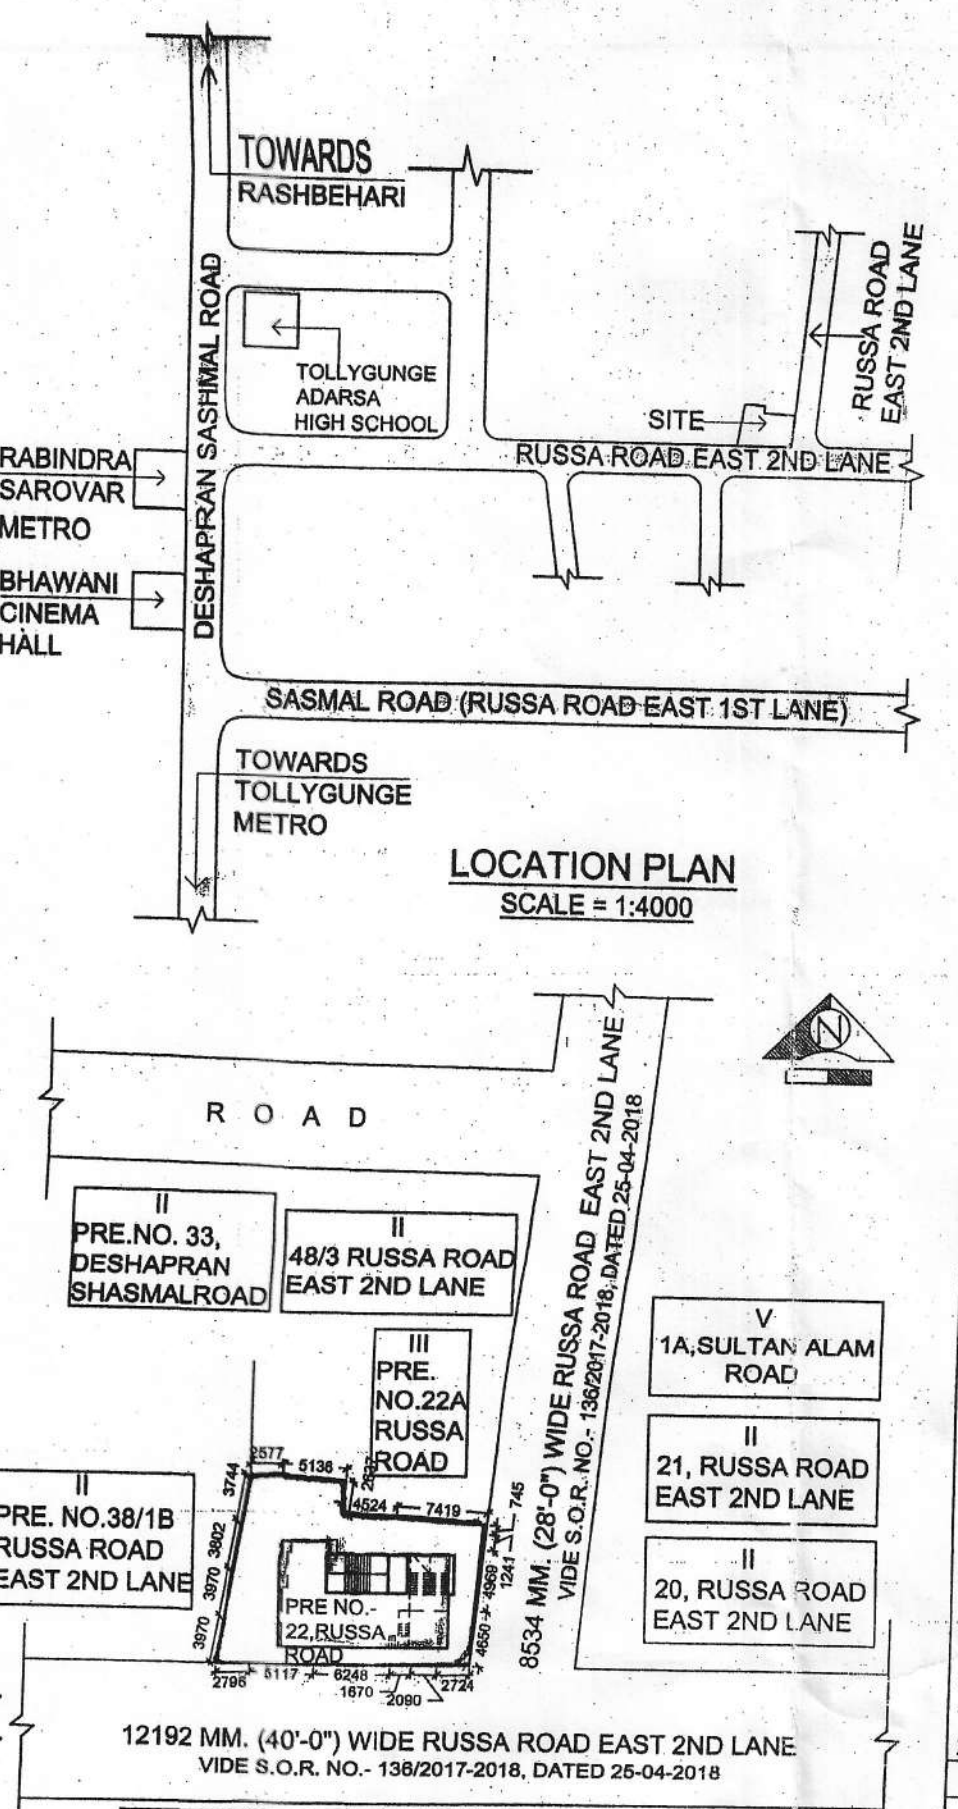 TOWARDS
RASHBEHARI
DESHAPRAN SASHMAL ROAD
TOLLYGUNGE
ADARSA
HIGH SCHOOL
RUSSA ROAD
EAST 2ND LANE
SITE
RUSSA ROAD EAST 2ND LANE
RABINDRA
SAROVAR
METRO
BHAWANI
CINEMA
HALL
SASMAL ROAD (RUSSA ROAD EAST 1ST LANE)
TOWARDS
TOLLYGUNGE
METRO
LOCATION PLAN
SCALE = 1:4000
N
ROAD
8534 MM. (28'-0") WIDE RUSSA ROAD EAST 2ND LANE
VIDE S.O.R. NO.- 136/2017-2018, DATED 25-04-2018
II
PRE.NO. 33,
DESHAPRAN
SHASMALROAD
II
48/3 RUSSA ROAD
EAST 2ND LANE
III
PRE.
NO.22A
RUSSA
ROAD
V
1A,SULTAN ALAM
ROAD
II
21, RUSSA ROAD
EAST 2ND LANE
II
20, RUSSA ROAD
EAST 2ND LANE
II
PRE. NO.38/1B
RUSSA ROAD
EAST 2ND LANE
2577
5136
4524
7419
745
1241
4969
4650
3744
3802
3970
3970
PRE NO.-
22,RUSSA
ROAD
2796
5117
6248
1670
2090
2724
12192 MM. (40'-0") WIDE RUSSA ROAD EAST 2ND LANE
VIDE S.O.R. NO.- 136/2017-2018, DATED 25-04-2018